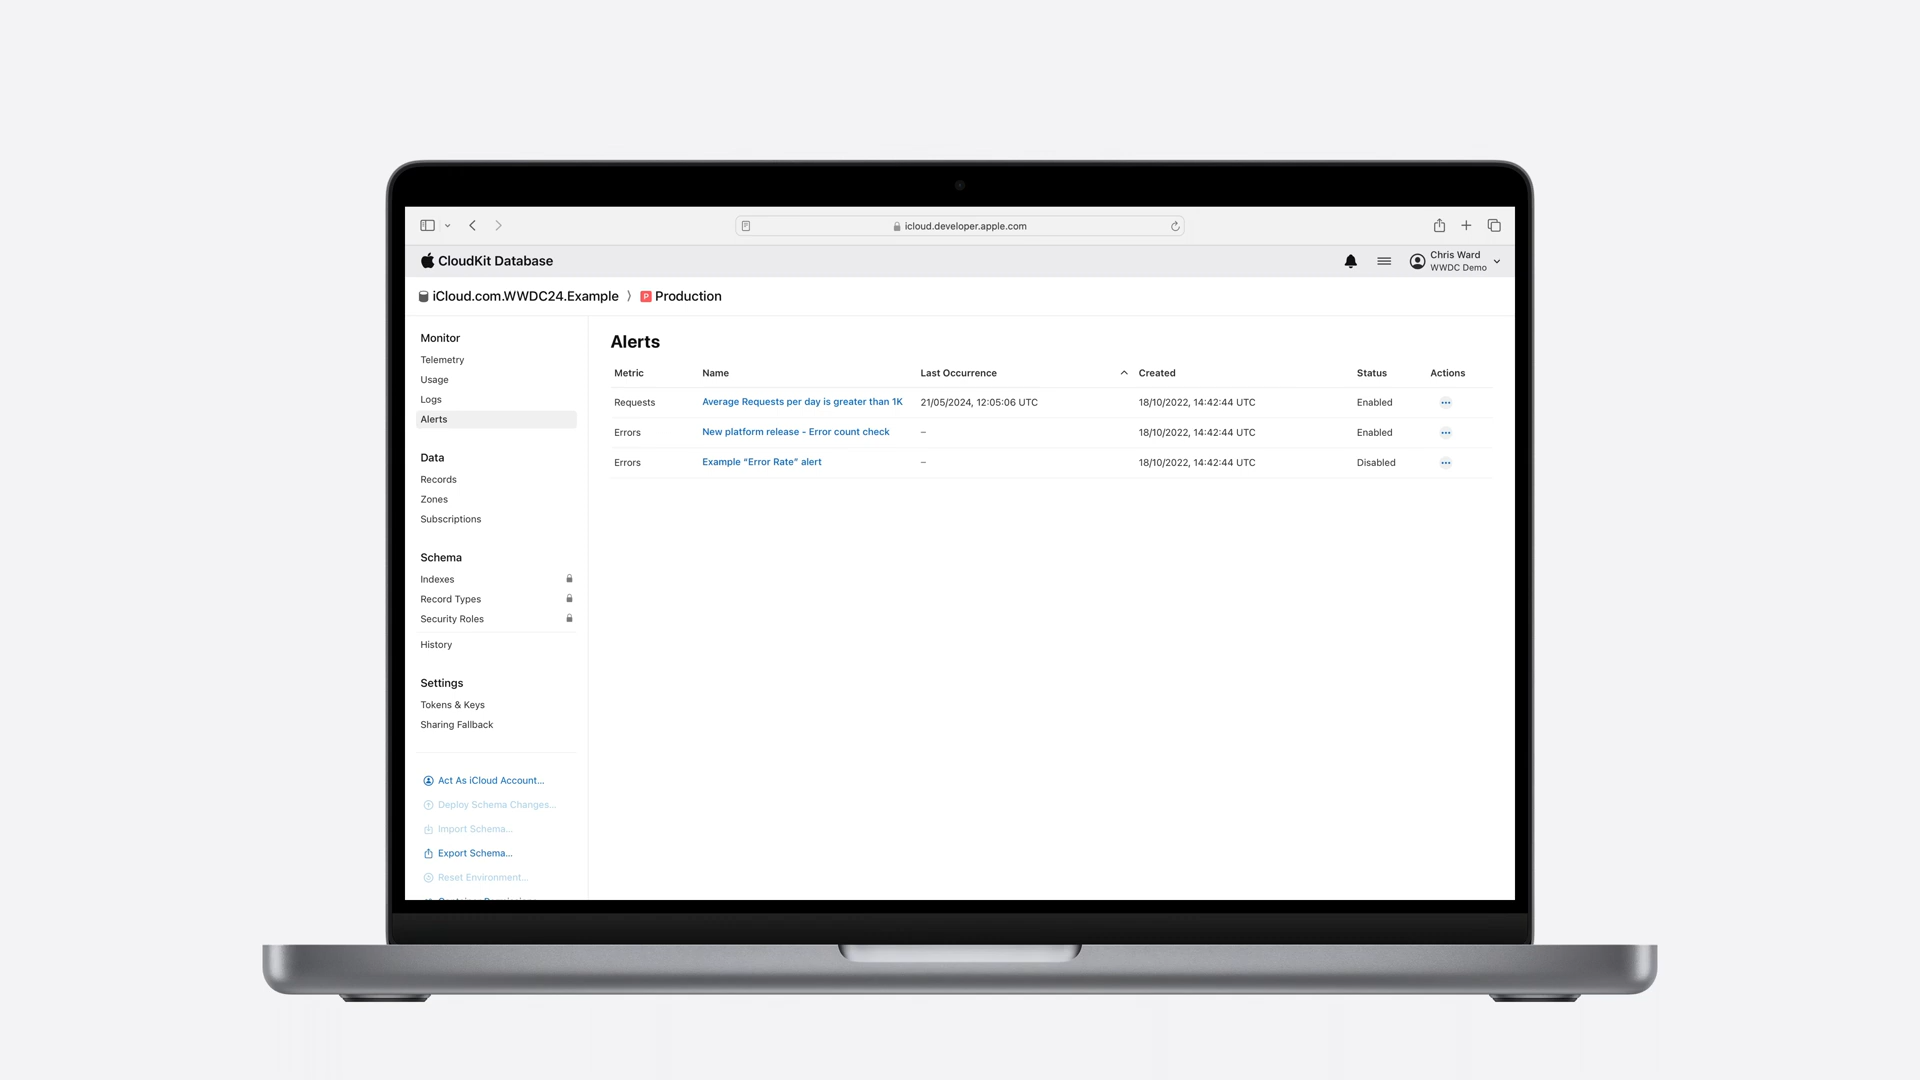 icloud.developer.apple.com
CloudKit Database
Chris Ward
WWDC Demo
iCloud.com.WWDC24.Example 〉 P Production
Monitor
Telemetry
Usage
Logs
Alerts
Data
Records
Zones
Subscriptions
Schema
Indexes
Record Types
Security Roles
History
Settings
Tokens & Keys
Sharing Fallback
Act As iCloud Account...
Deploy Schema Changes...
Import Schema...
Export Schema...
Reset Environment...
Alerts
Metric Name Last Occurrence Created Status Actions
Requests Average Requests per day is greater than 1K 21/05/2024, 12:05:06 UTC 18/10/2022, 14:42:44 UTC Enabled
Errors New platform release - Error count check – 18/10/2022, 14:42:44 UTC Enabled
Errors Example “Error Rate” alert – 18/10/2022, 14:42:44 UTC Disabled